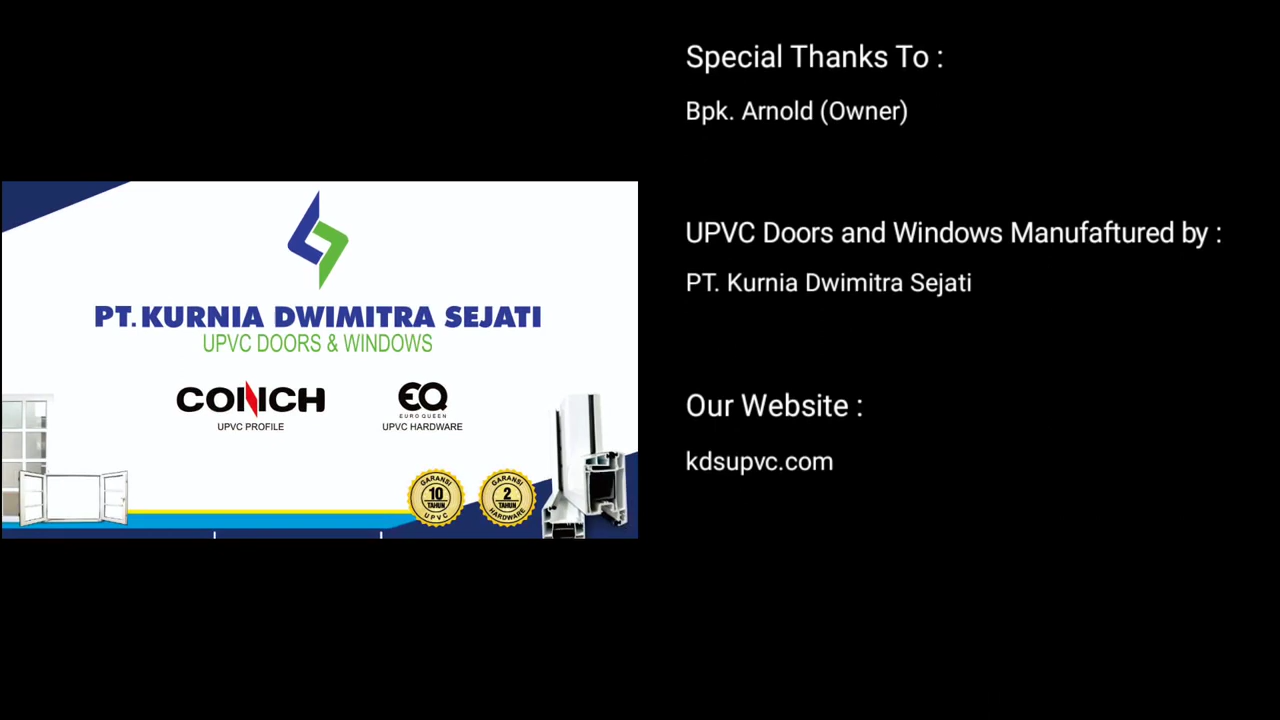 Special Thanks To :
Bpk. Arnold (Owner)
UPVC Doors and Windows Manufaftured by :
PT. Kurnia Dwimitra Sejati
Our Website :
kdsupvc.com
PT. KURNIA DWIMITRA SEJATI
UPVC DOORS & WINDOWS
CONCH
UPVC PROFILE
EQ
EURO QUEEN
UPVC HARDWARE
GARANSI
10
TAHUN
UPVC
GARANSI
2
TAHUN
HARDWARE